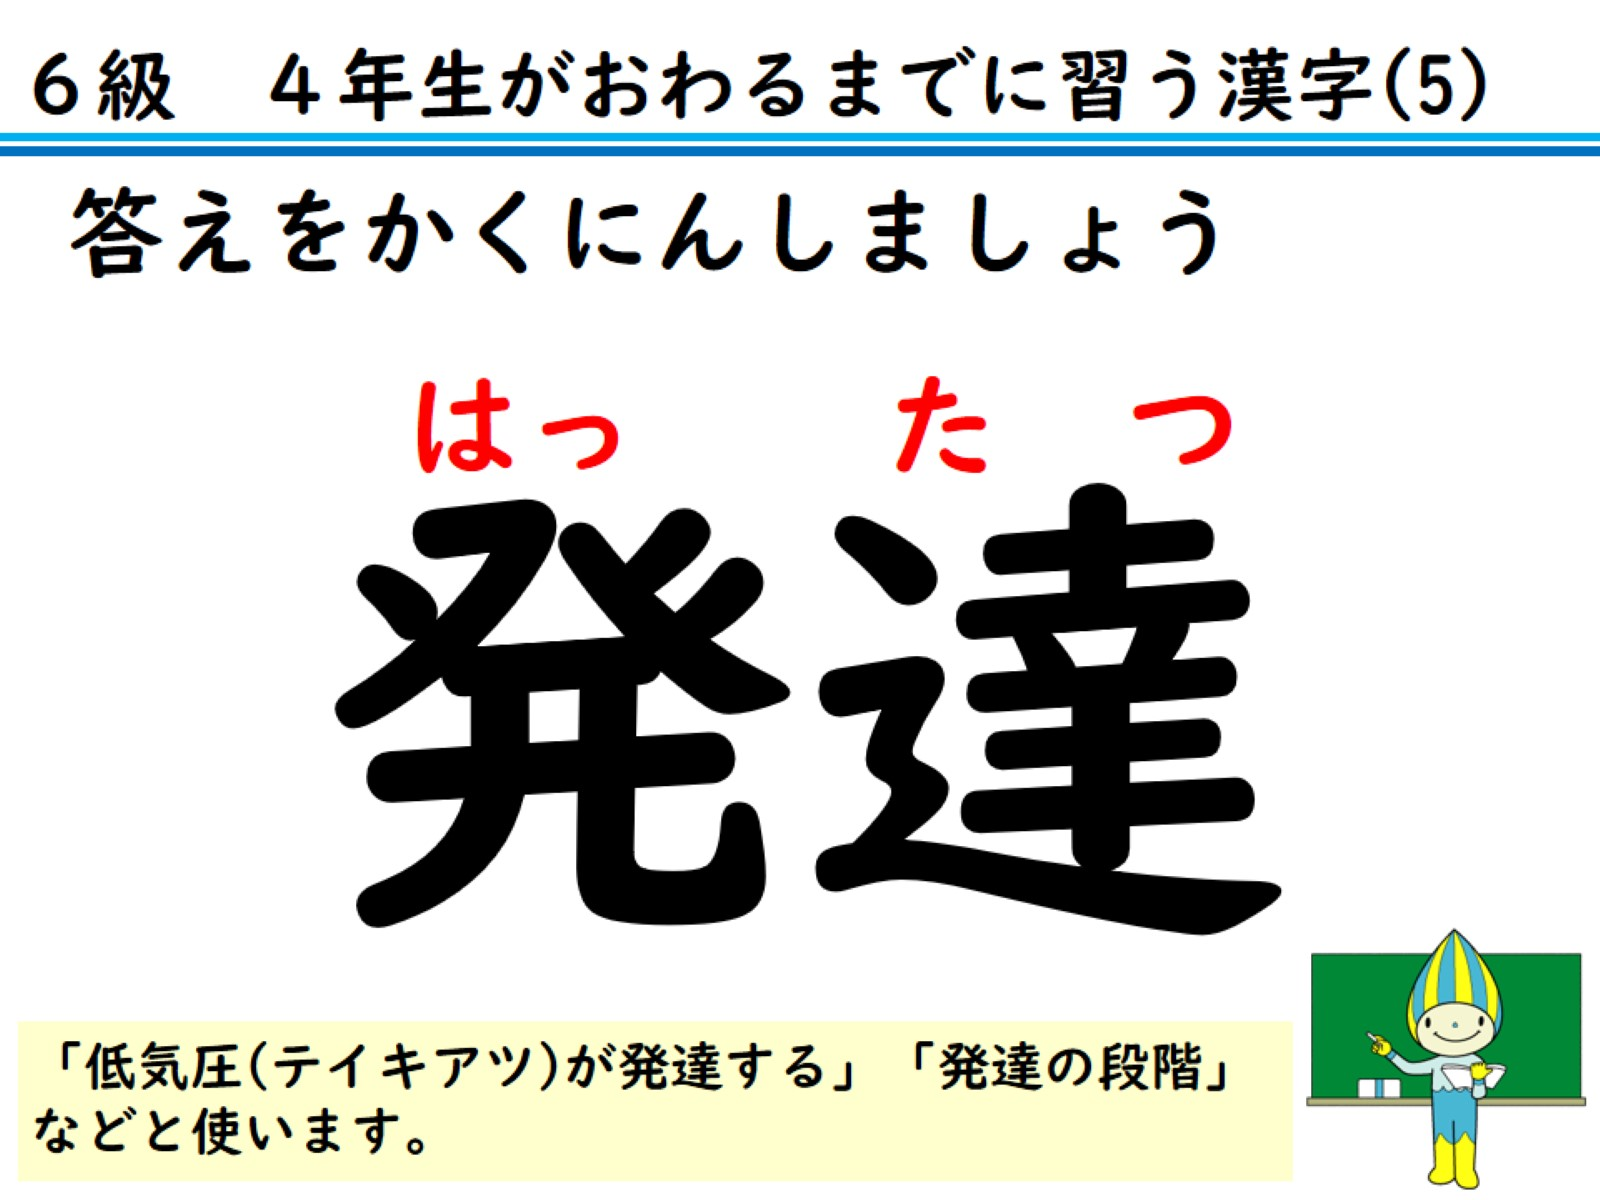 ６級　４年生がおわるまでに習う漢字(5)
答えをかくにんしましょう
はっ　たつ
発達
「低気圧(テイキアツ)が発達する」「発達の段階」
などと使います。